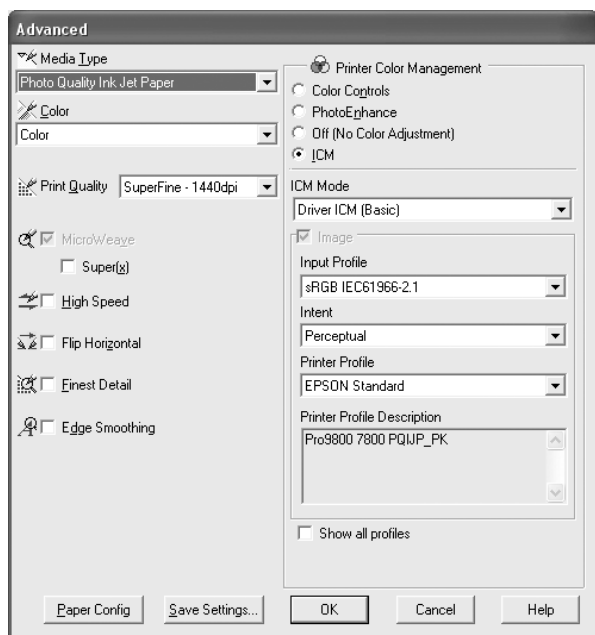 Advanced
Media Type
Photo Quality Ink Jet Paper
Color
Color
Print Quality SuperFine - 1440dpi
MicroWeave
Super(x)
High Speed
Flip Horizontal
Finest Detail
Edge Smoothing
Printer Color Management
Color Controls
PhotoEnhance
Off (No Color Adjustment)
ICM
ICM Mode
Driver ICM (Basic)
Image
Input Profile
sRGB IEC61966-2.1
Intent
Perceptual
Printer Profile
EPSON Standard
Printer Profile Description
Pro9800 7800 PQIJP_PK
Show all profiles
Paper Config Save Settings... OK Cancel Help